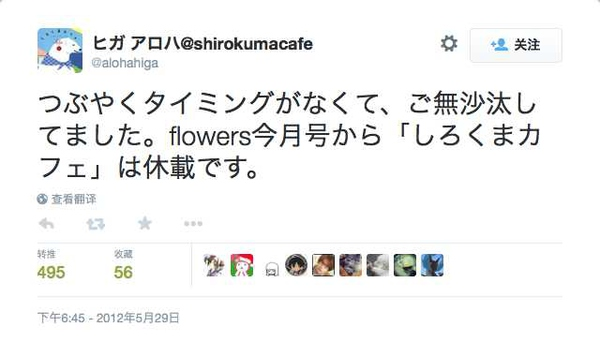 ヒガ アロハ@shirokumacafe
@alohahiga
关注
つぶやくタイミングがなくて、ご無沙汰し
てました。flowers今月号から「しろくまカ
フェ」は休載です。
查看翻译
转推 收藏
495 56
下午6:45 - 2012年5月29日